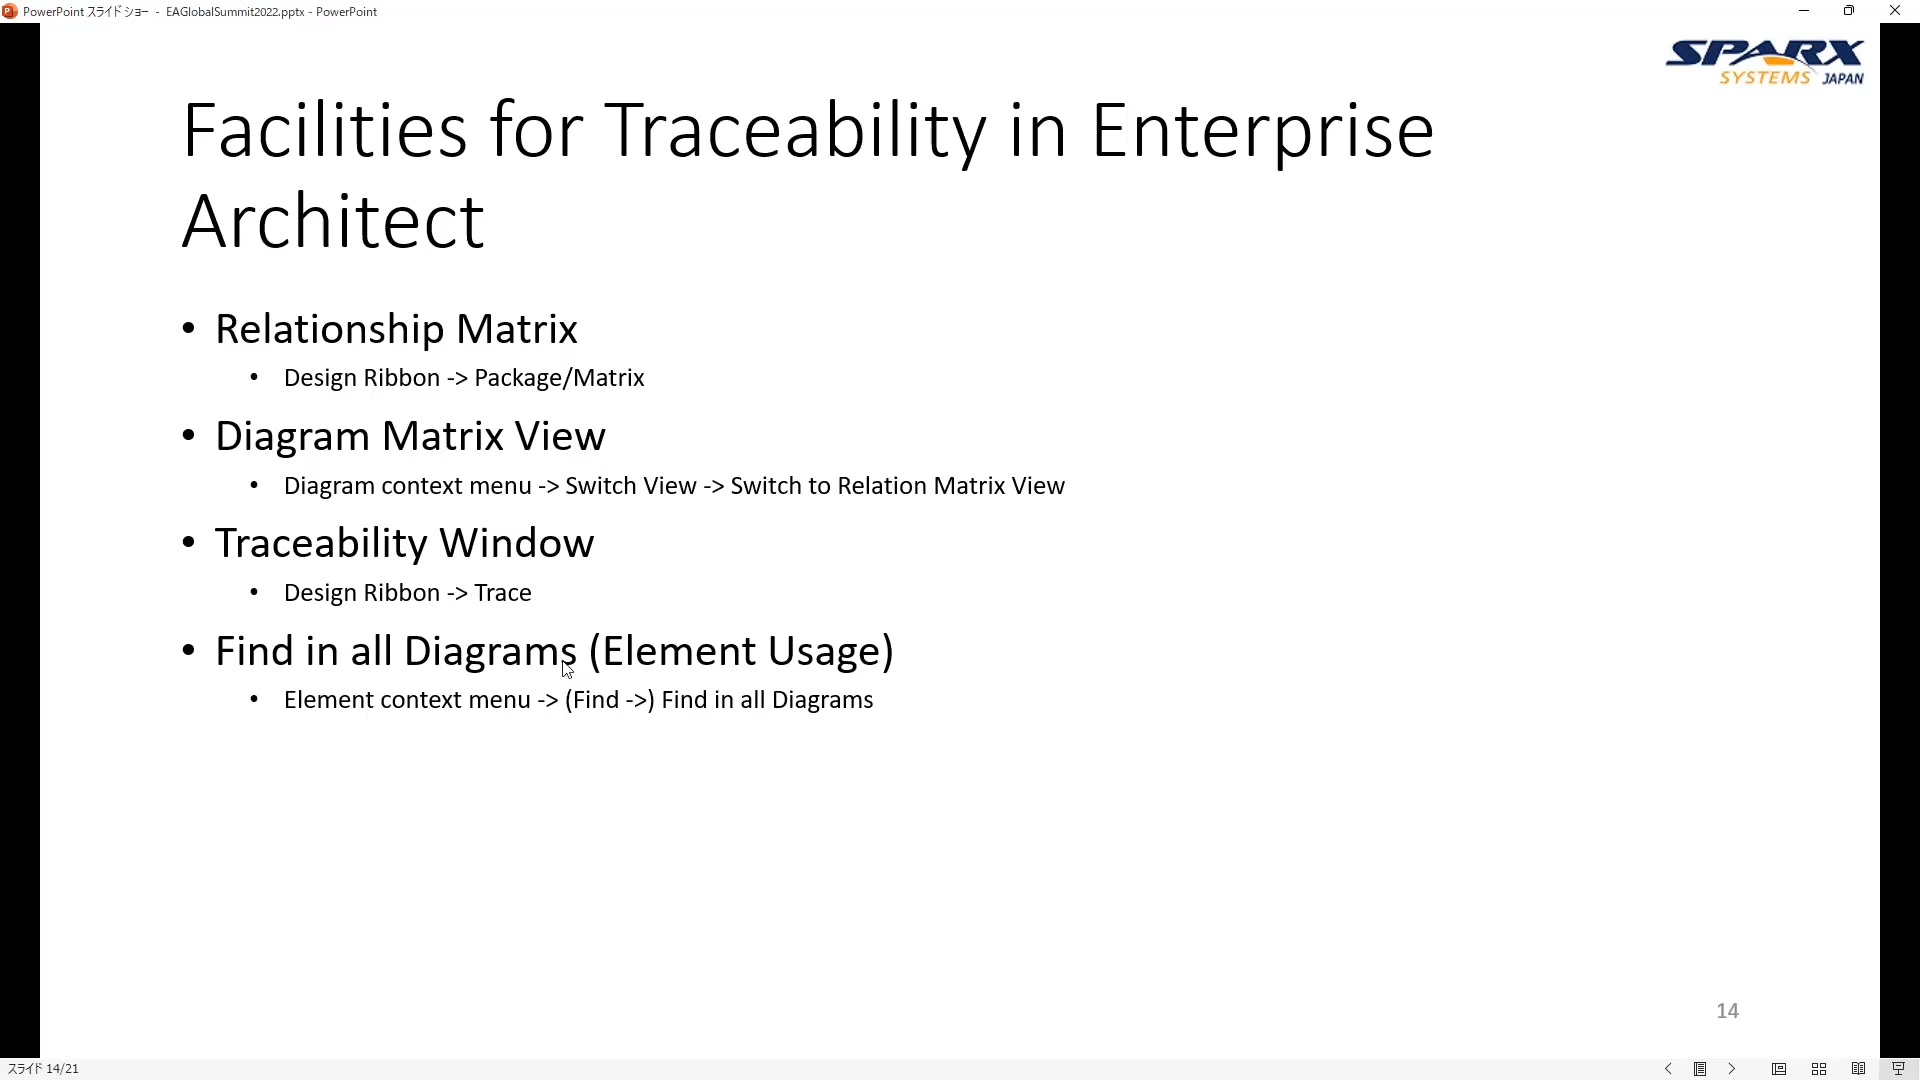 PowerPoint スライド ショー - EAGlobalSummit2022.pptx - PowerPoint
SPARX
SYSTEMS JAPAN
Facilities for Traceability in Enterprise
Architect
• Relationship Matrix
• Design Ribbon -> Package/Matrix
• Diagram Matrix View
• Diagram context menu -> Switch View -> Switch to Relation Matrix View
• Traceability Window
• Design Ribbon -> Trace
• Find in all Diagrams (Element Usage)
• Element context menu -> (Find ->) Find in all Diagrams
14
スライド 14/21